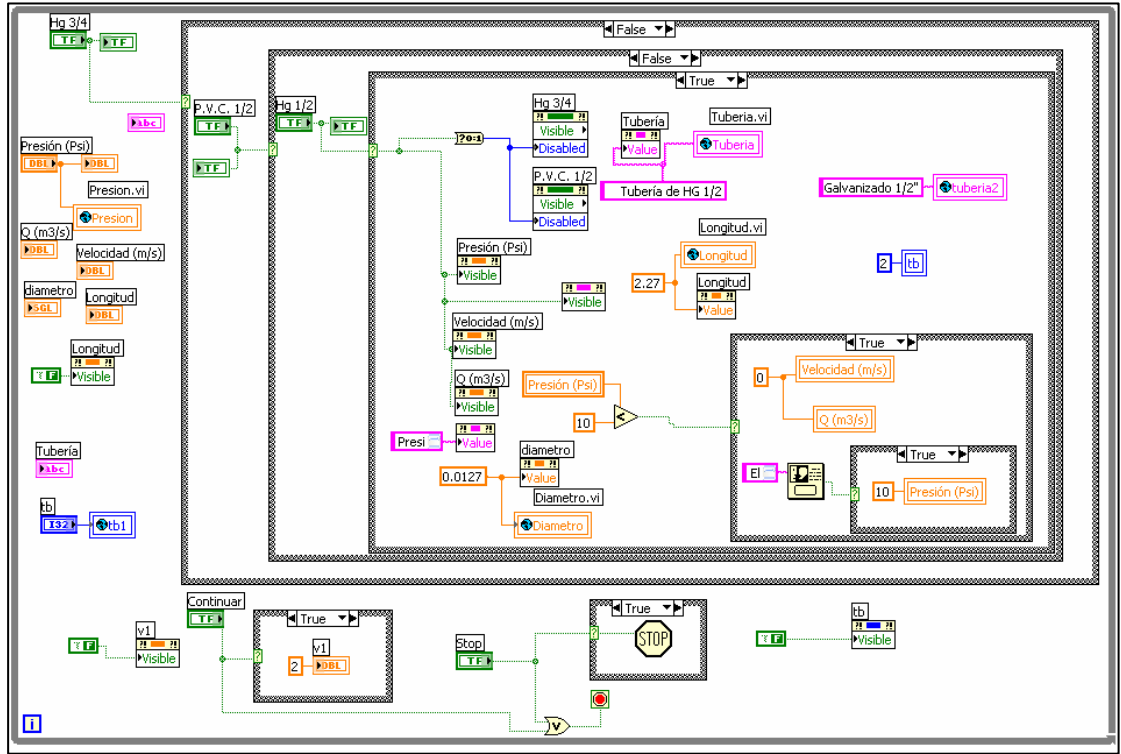 Hg 3/4
TF
TF
False
False
True
P.V.C. 1/2
TF
TF
Hg 1/2
TF
TF
abc
Presión (Psi)
DBL
DBL
Presion.vi
Presion
Q (m3/s)
DBL
Velocidad (m/s)
DBL
diametro
SGL
Longitud
DBL
Longitud
Visible
F
Tubería
abc
tb
I32
tb1
?0:1
Hg 3/4
Visible
Disabled
P.V.C. 1/2
Visible
Disabled
Tubería
Value
Tuberia.vi
Tuberia
Tubería de HG 1/2
Galvanizado 1/2"
tuberia2
Presión (Psi)
Visible
Visible
Longitud.vi
Longitud
2.27
Longitud
Value
2
tb
Velocidad (m/s)
Visible
Q (m3/s)
Visible
Presi
Value
Presión (Psi)
10
<
0.0127
diametro
Value
Diametro.vi
Diametro
True
0
Velocidad (m/s)
Q (m3/s)
El
True
10
Presión (Psi)
Continuar
TF
True
v1
2
DBL
v1
Visible
F
Stop
TF
True
STOP
V
tb
Visible
F
i